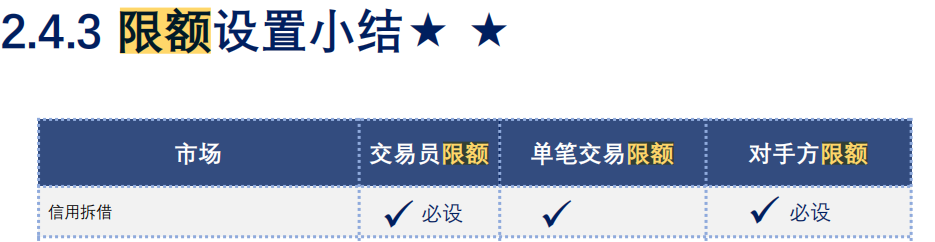 2.4.3 限额设置小结★ ★
市场 交易员限额 单笔交易限额 对手方限额
信用拆借 ✓ 必设 ✓ ✓ 必设